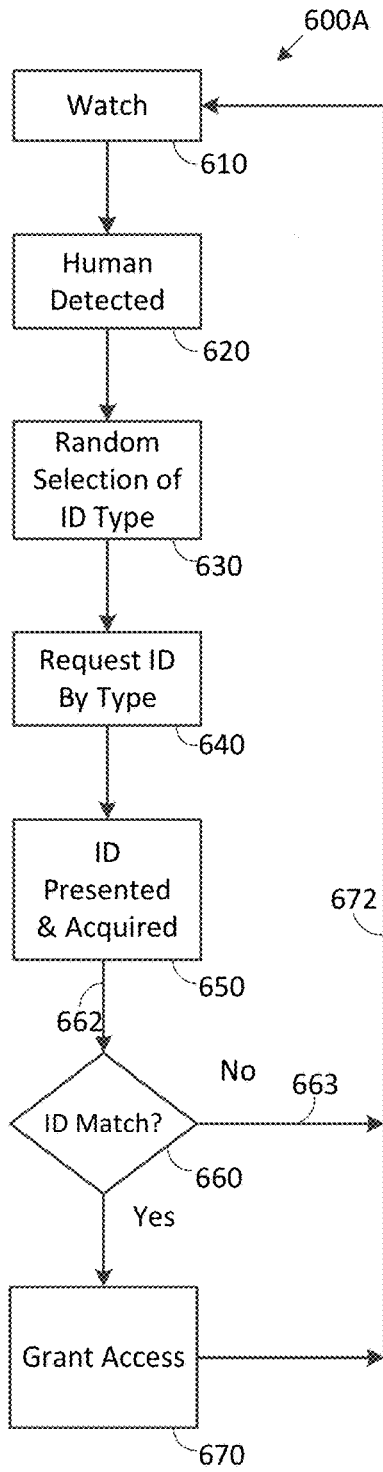 600A
Watch
610
Human
Detected
620
Random
Selection of
ID Type
630
Request ID
By Type
640
ID
Presented
& Acquired
672
650
662
No
663
ID Match?
660
Yes
Grant Access
670